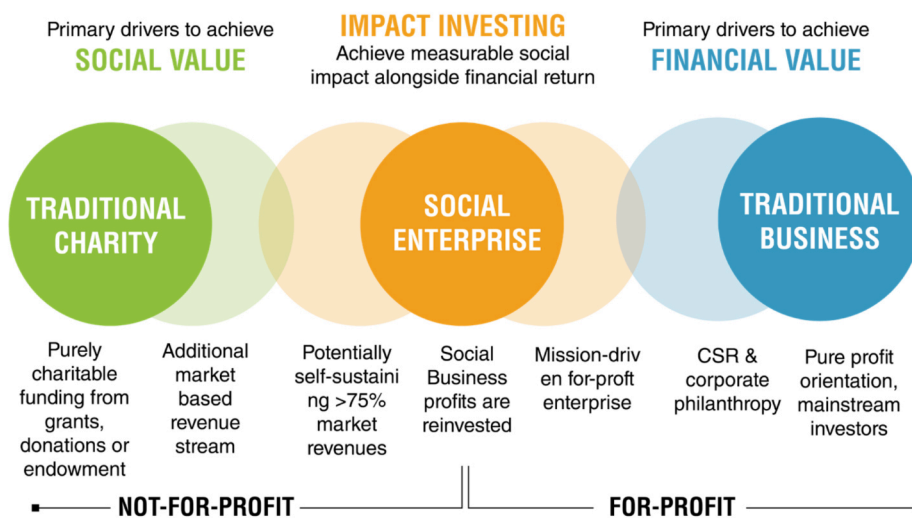 Primary drivers to achieve
SOCIAL VALUE
IMPACT INVESTING
Achieve measurable social
impact alongside financial return
Primary drivers to achieve
FINANCIAL VALUE
TRADITIONAL
CHARITY
SOCIAL
ENTERPRISE
TRADITIONAL
BUSINESS
Purely
charitable
funding from
grants,
donations or
endowment
Additional
market
based
revenue
stream
Potentially
self-sustaini
ng >75%
market
revenues
Social
Business
profits are
reinvested
Mission-driv
en for-proft
enterprise
CSR &
corporate
philanthropy
Pure profit
orientation,
mainstream
investors
NOT-FOR-PROFIT
FOR-PROFIT